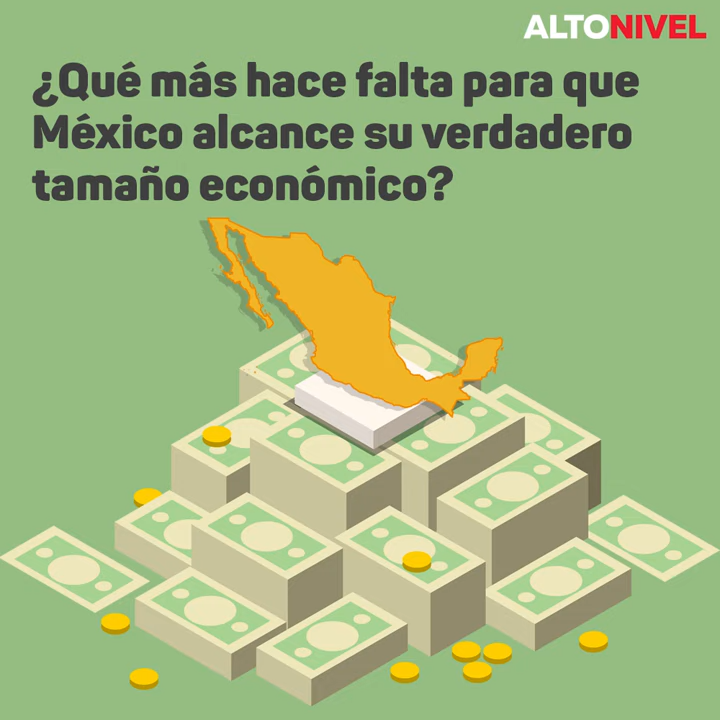 ALTONIVEL
¿Qué más hace falta para que
México alcance su verdadero
tamaño económico?